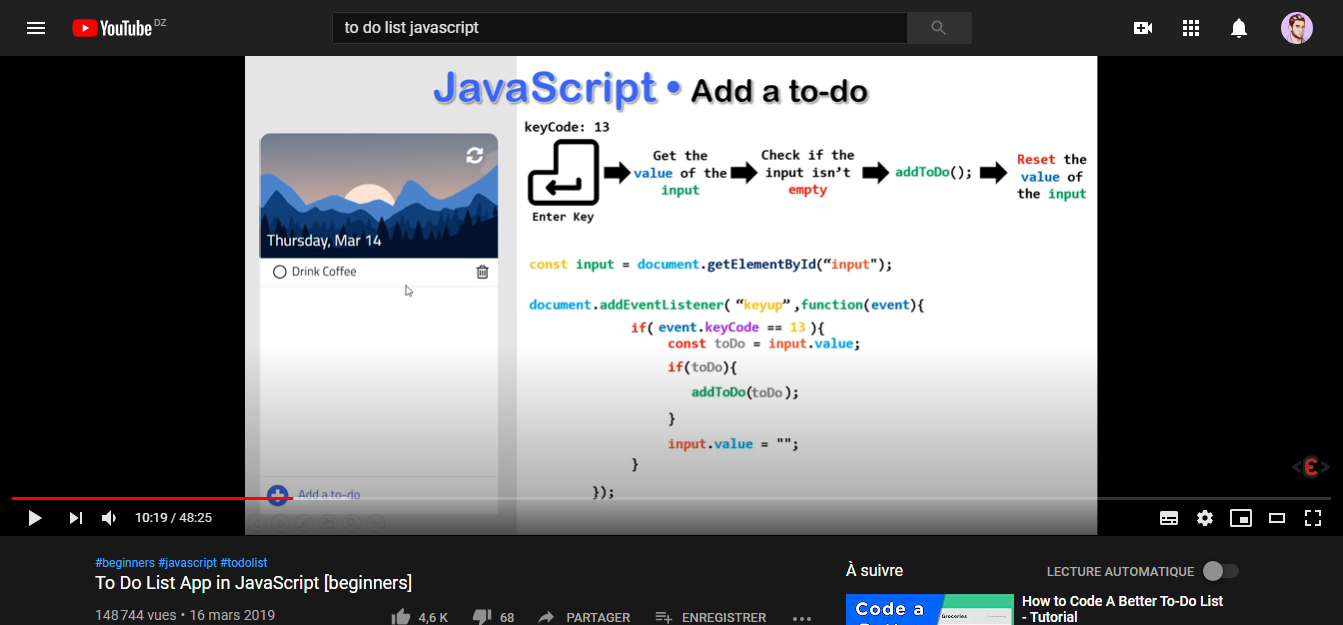 YouTube DZ
to do list javascript
JavaScript • Add a to-do
keyCode: 13
Enter Key
Get the
value of the
input
Check if the
input isn't
empty
addToDo();
Reset the
value of
the input
Thursday, Mar 14
Drink Coffee
Add a to-do
const input = document.getElementById(“input");
document.addEventListener( “keyup” ,function(event){
if( event.keyCode == 13 ){
const toDo = input.value;
if(toDo){
addToDo(toDo);
}
input.value = "";
}
});
<Ɛ>
10:19 / 48:25
#beginners #javascript #todolist
To Do List App in JavaScript [beginners]
148 744 vues • 16 mars 2019
4,6 K
68
PARTAGER
ENREGISTRER
À suivre
LECTURE AUTOMATIQUE
Code a
Groceries
How to Code A Better To-Do List
- Tutorial